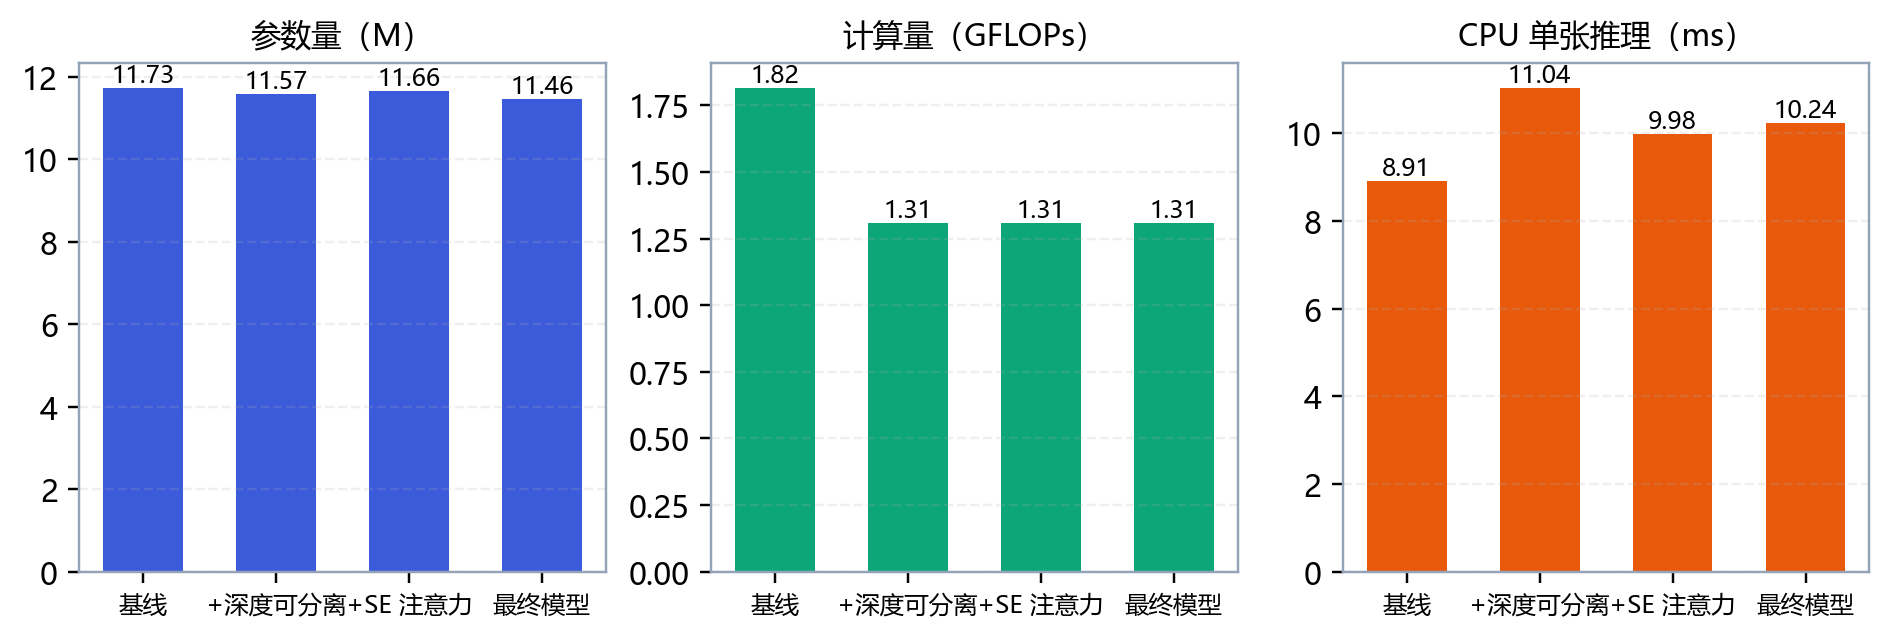 参数量（M）
12
10
8
6
4
2
0
11.73
11.57
11.66
11.46
基线
+深度可分离
+SE 注意力
最终模型
计算量（GFLOPs）
1.75
1.50
1.25
1.00
0.75
0.50
0.25
0.00
1.82
1.31
1.31
1.31
基线
+深度可分离
+SE 注意力
最终模型
CPU 单张推理（ms）
10
8
6
4
2
0
8.91
11.04
9.98
10.24
基线
+深度可分离
+SE 注意力
最终模型